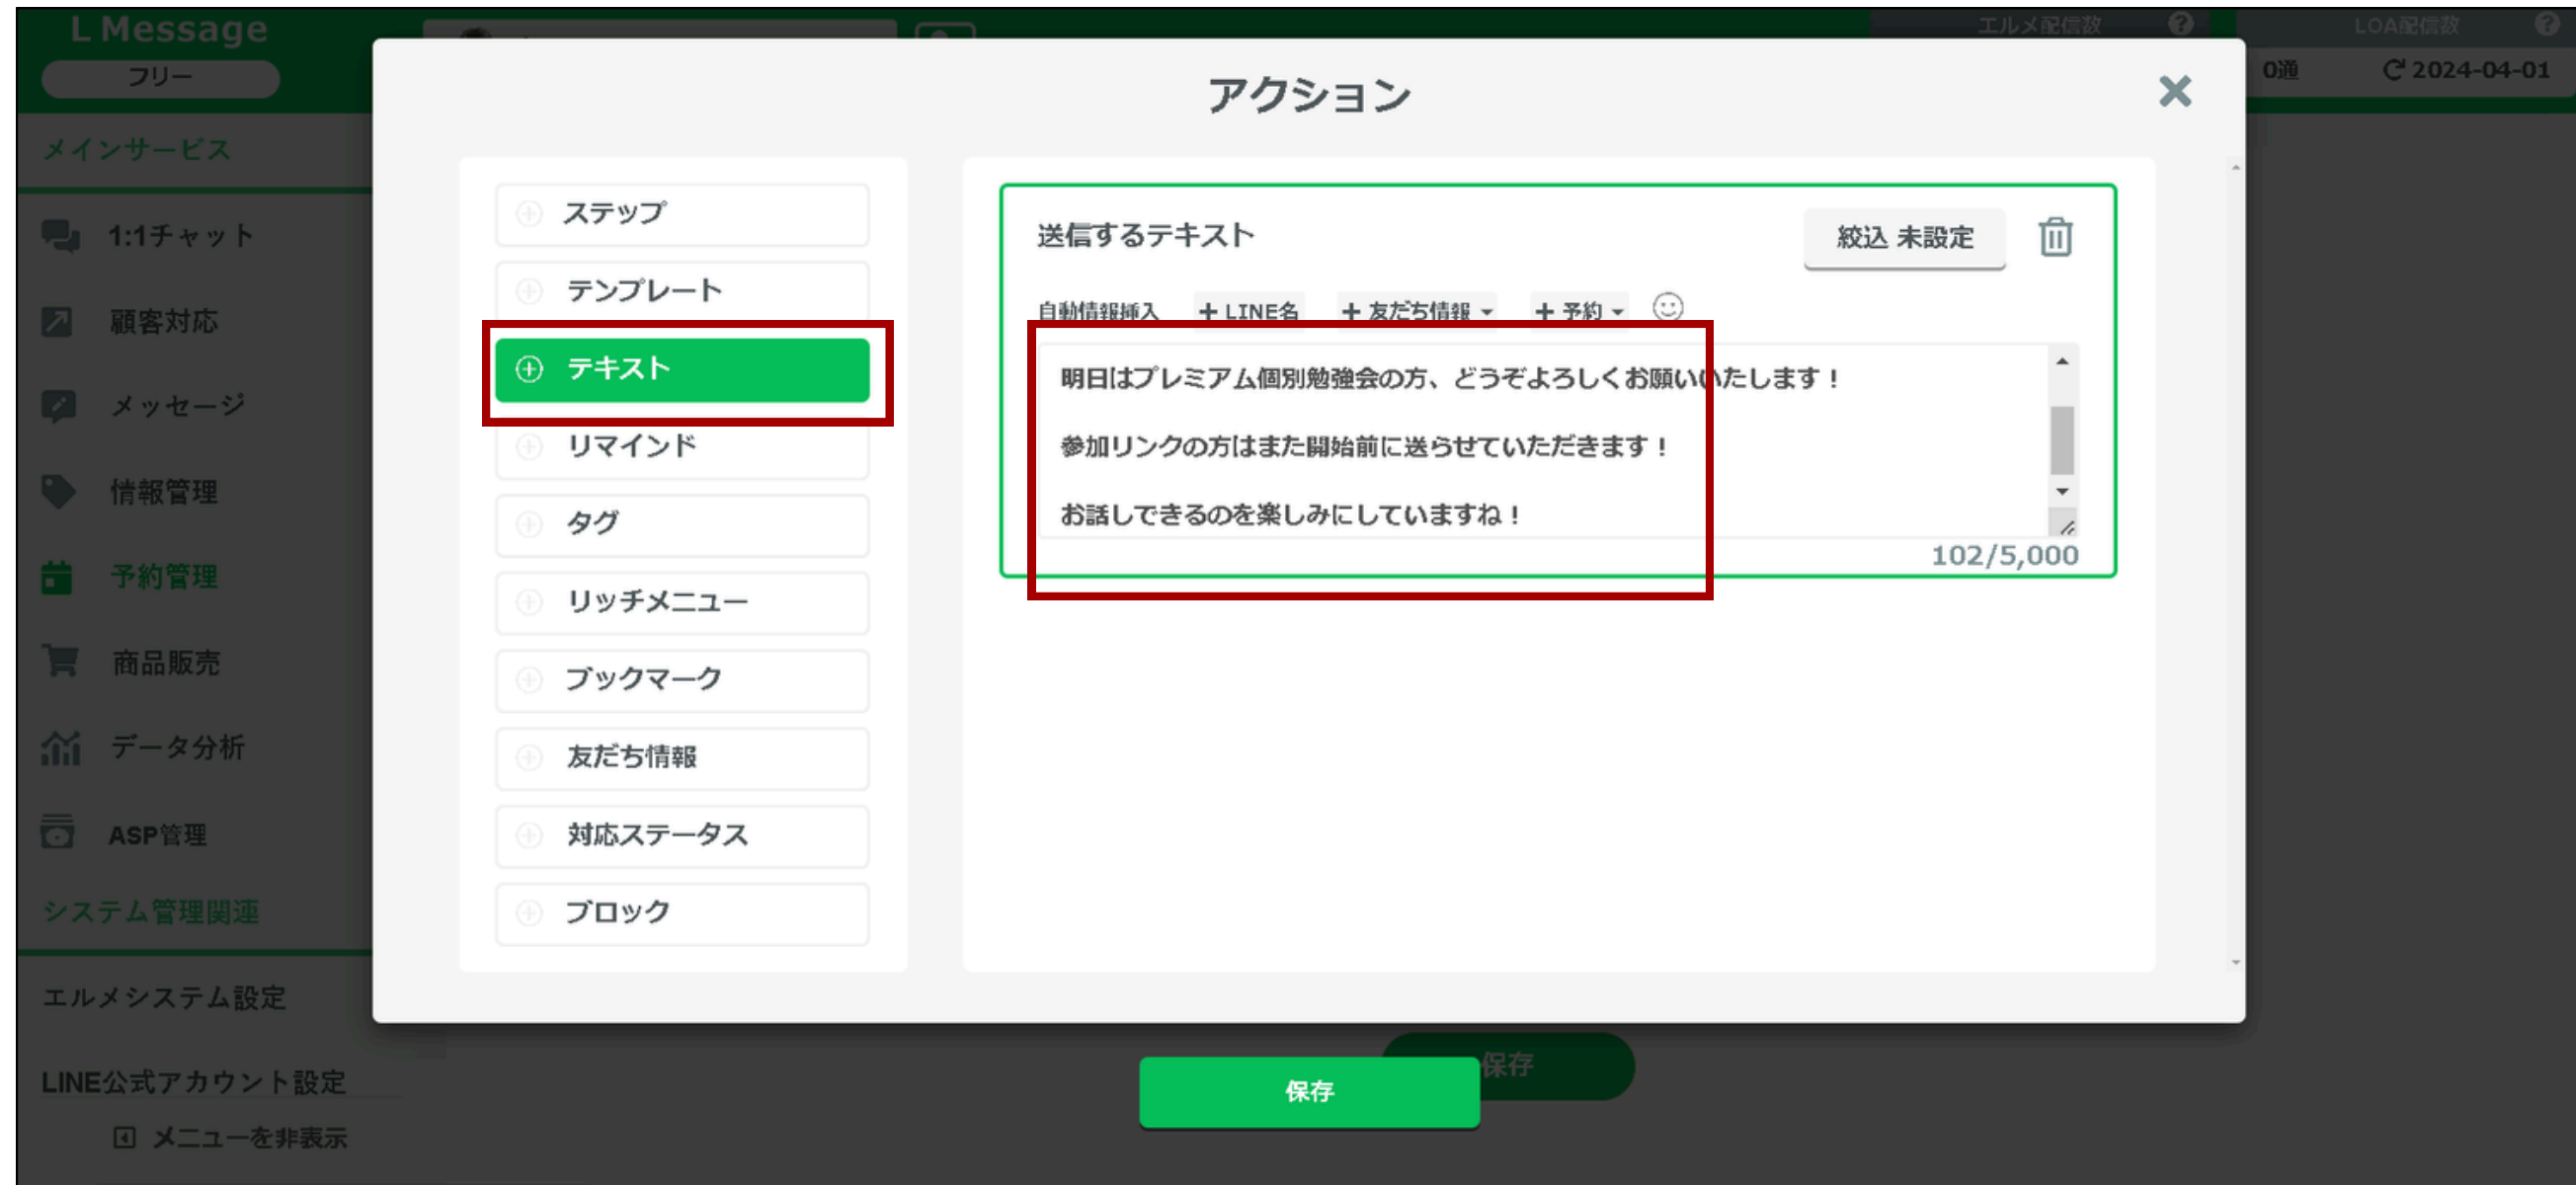 L Message
フリー
エルメ配信数
LOA配信数
0通
2024-04-01
メインサービス
1:1チャット
顧客対応
メッセージ
情報管理
予約管理
商品販売
データ分析
ASP管理
システム管理関連
エルメシステム設定
LINE公式アカウント設定
メニューを非表示
アクション
ステップ
テンプレート
テキスト
リマインド
タグ
リッチメニュー
ブックマーク
友だち情報
対応ステータス
ブロック
送信するテキスト
絞込 未設定
自動情報挿入 +LINE名 +友だち情報 +予約
明日はプレミアム個別勉強会の方、どうぞよろしくお願いいたします！
参加リンクの方はまた開始前に送らせていただきます！
お話しできるのを楽しみにしていますね！
102/5,000
保存
保存